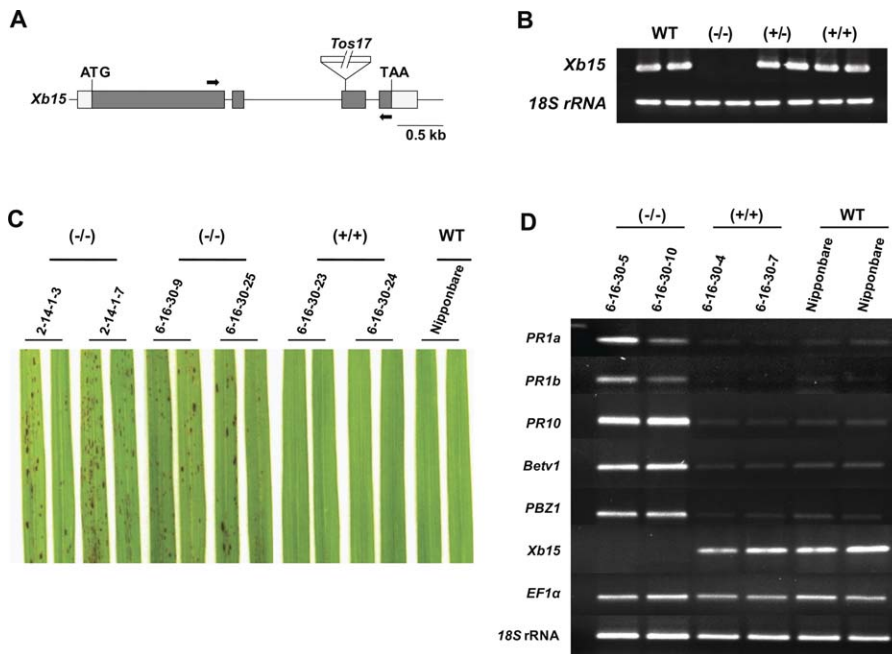 A
Tos17
ATG
TAA
Xb15
0.5 kb
B
WT (-/-) (+/-) (+/+)
Xb15
18S rRNA
C
(-/-) (-/-) (+/+) WT
2-14-1-3 2-14-1-7 6-16-30-9 6-16-30-25 6-16-30-23 6-16-30-24 Nipponbare
D
(-/-) (+/+) WT
6-16-30-5 6-16-30-10 6-16-30-4 6-16-30-7 Nipponbare Nipponbare
PR1a
PR1b
PR10
Betv1
PBZ1
Xb15
EF1α
18S rRNA